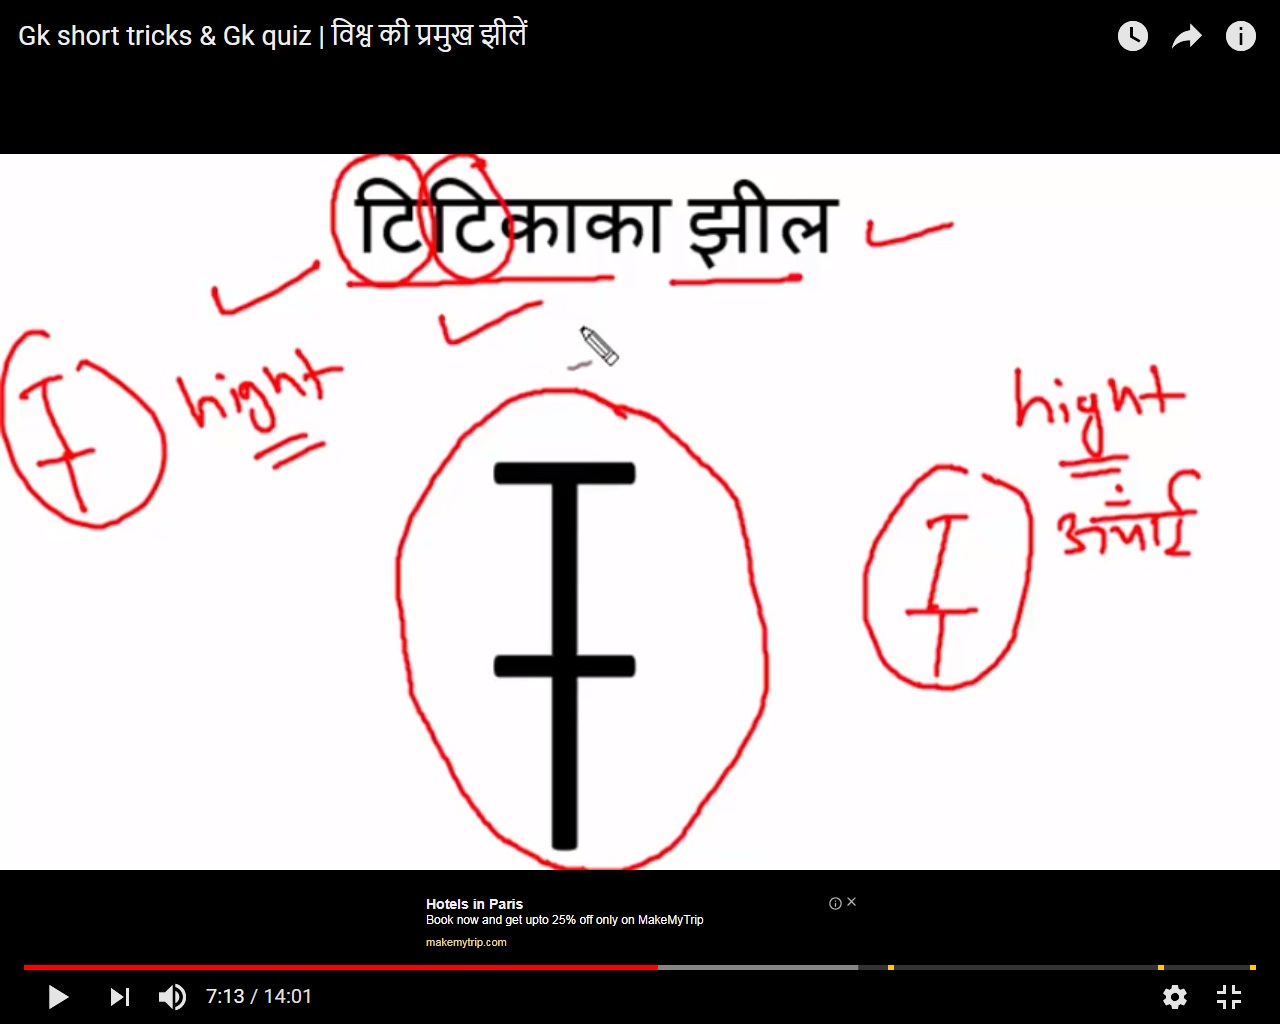 Gk short tricks & Gk quiz | विश्व की प्रमुख झीलें
टिटिकाका झील
hight
hight
T
T
T
Hotels in Paris
Book now and get upto 25% off only on MakeMyTrip
makemytrip.com
7:13 / 14:01